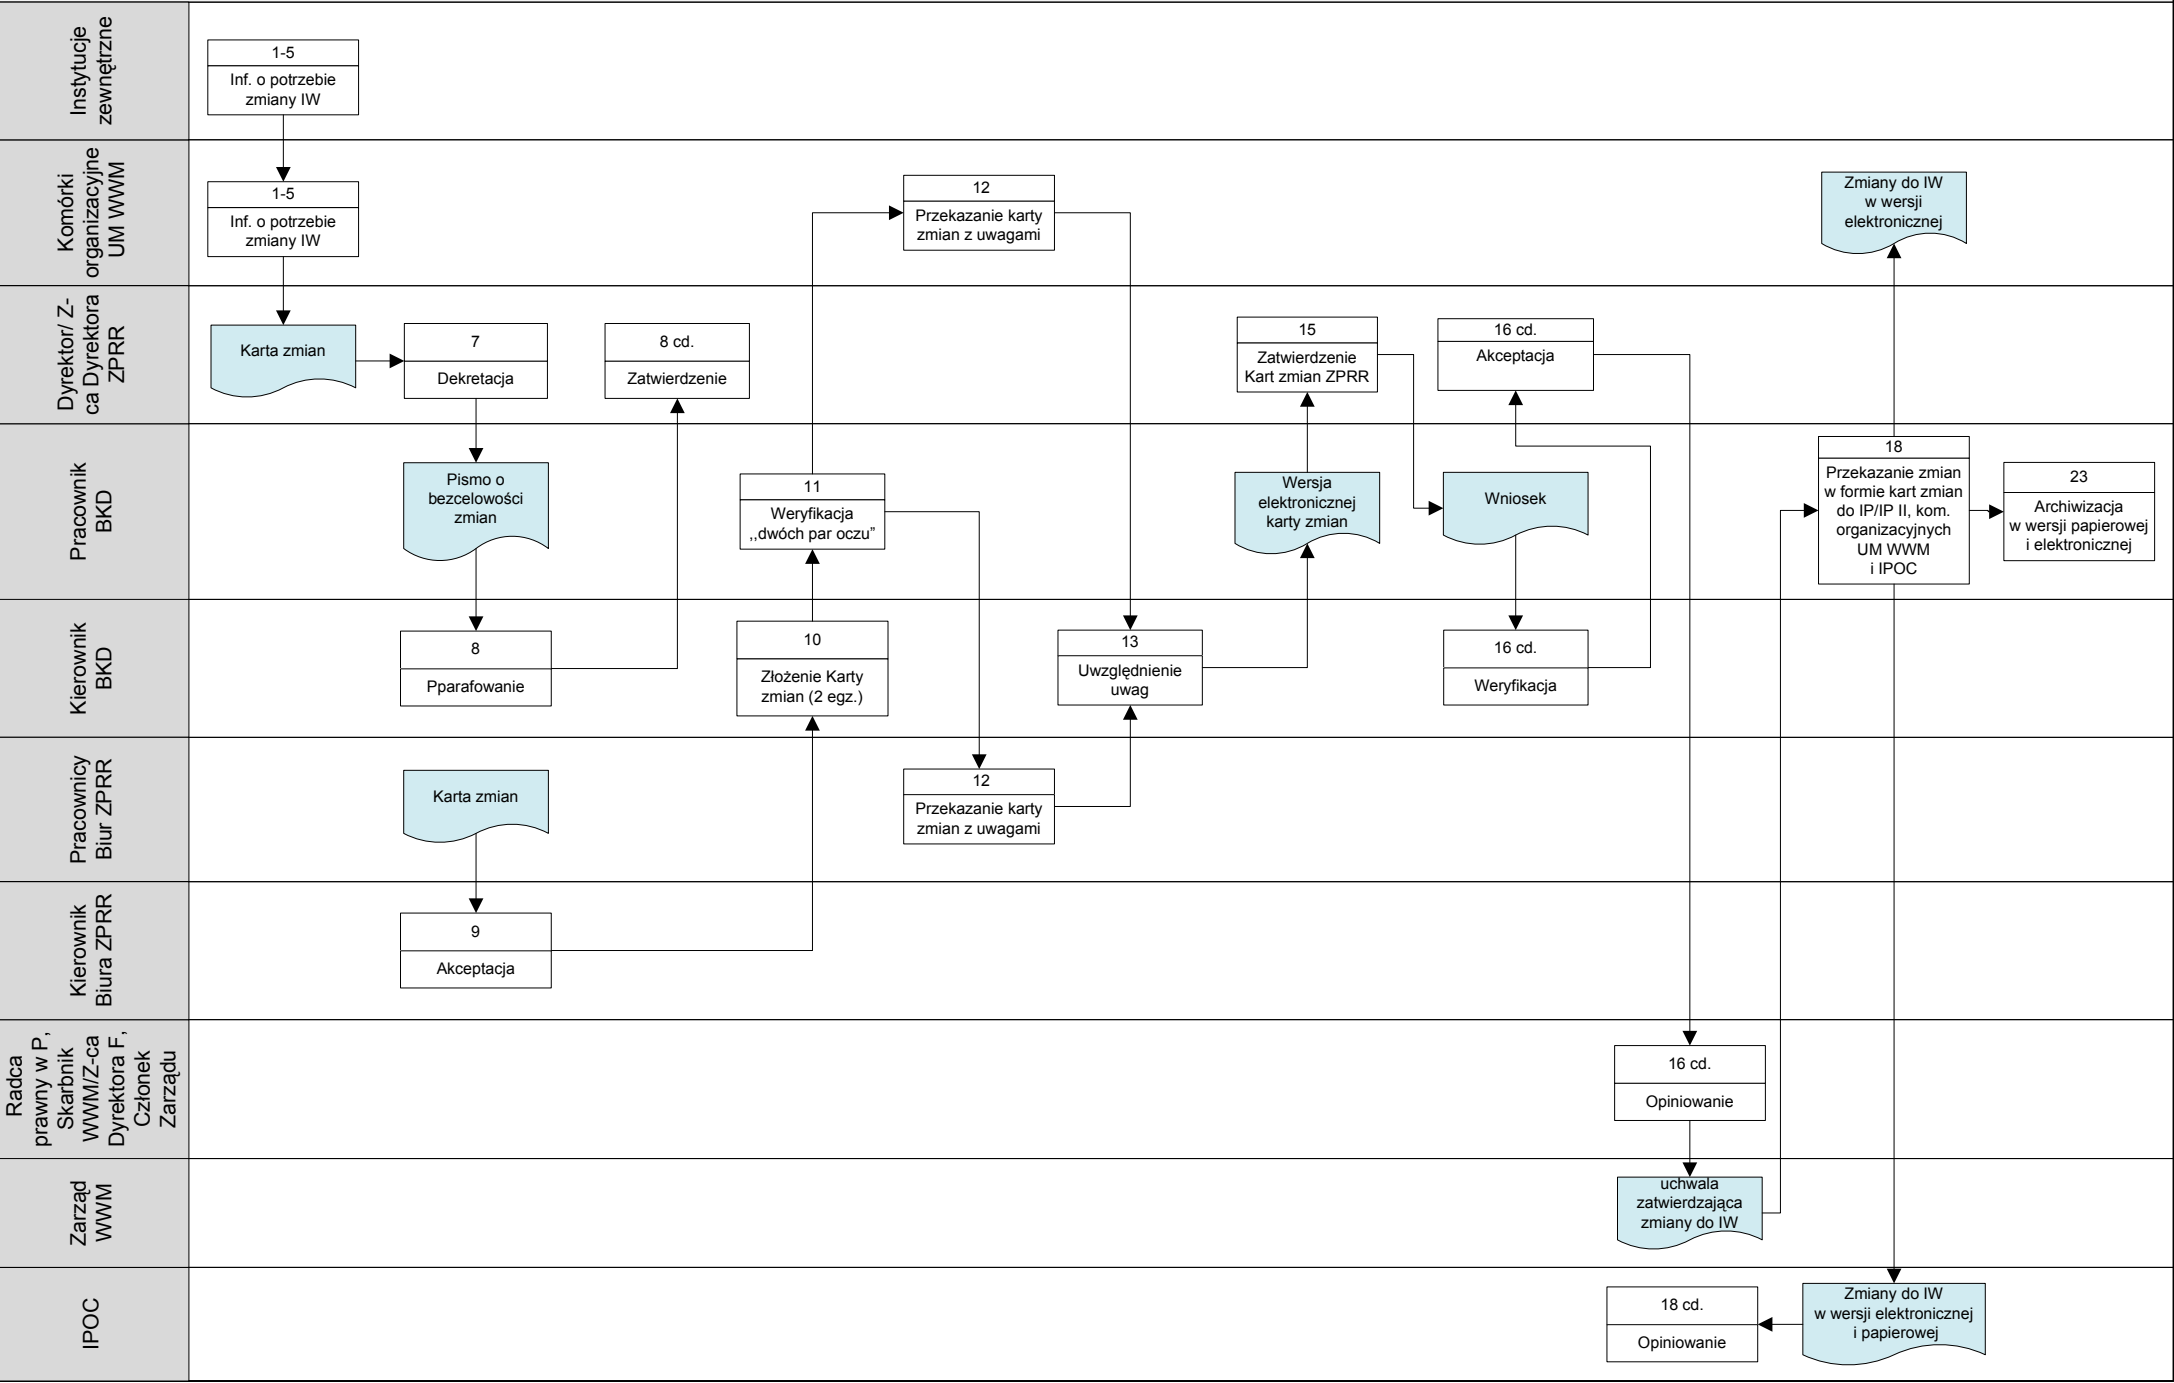 Instytucje
zewnętrzne
1-5
Inf. o potrzebie
zmiany IW
Komórki
organizacyjne
UM WWM
1-5
Inf. o potrzebie
zmiany IW
12
Przekazanie karty
zmian z uwagami
Zmiany do IW
w wersji
elektronicznej
Dyrektor/ Z-
ca Dyrektora
ZPRR
Karta zmian
7
Dekretacja
8 cd.
Zatwierdzenie
15
Zatwierdzenie
Kart zmian ZPRR
16 cd.
Akceptacja
Pracownik
BKD
Pismo o
bezcelowości
zmian
11
Weryfikacja
,,dwóch par oczu”
Wersja
elektronicznej
karty zmian
Wniosek
18
Przekazanie zmian
w formie kart zmian
do IP/IP II, kom.
organizacyjnych
UM WWM
i IPOC
23
Archiwizacja
w wersji papierowej
i elektronicznej
Kierownik
BKD
8
Pparafowanie
10
Złożenie Karty
zmian (2 egz.)
13
Uwzględnienie
uwag
16 cd.
Weryfikacja
Pracownicy
Biur ZPRR
Karta zmian
12
Przekazanie karty
zmian z uwagami
Kierownik
Biura ZPRR
9
Akceptacja
Radca
prawny w P,
Skarbnik
WWM/Z-ca
Dyrektora F,
Członek
Zarządu
16 cd.
Opiniowanie
Zarząd
WWM
uchwala
zatwierdzająca
zmiany do IW
IPOC
18 cd.
Opiniowanie
Zmiany do IW
w wersji elektronicznej
i papierowej